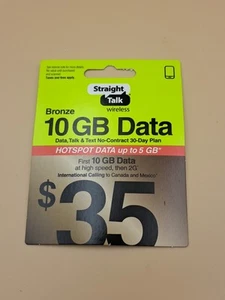 Straight
Talk
wireless
Bronze
10 GB Data
Data, Talk & Text No-Contract 30-Day Plan
HOTSPOT DATA up to 5 GB*
First 10 GB Data
at high speed, then 2G
International Calling to Canada and Mexico
$35